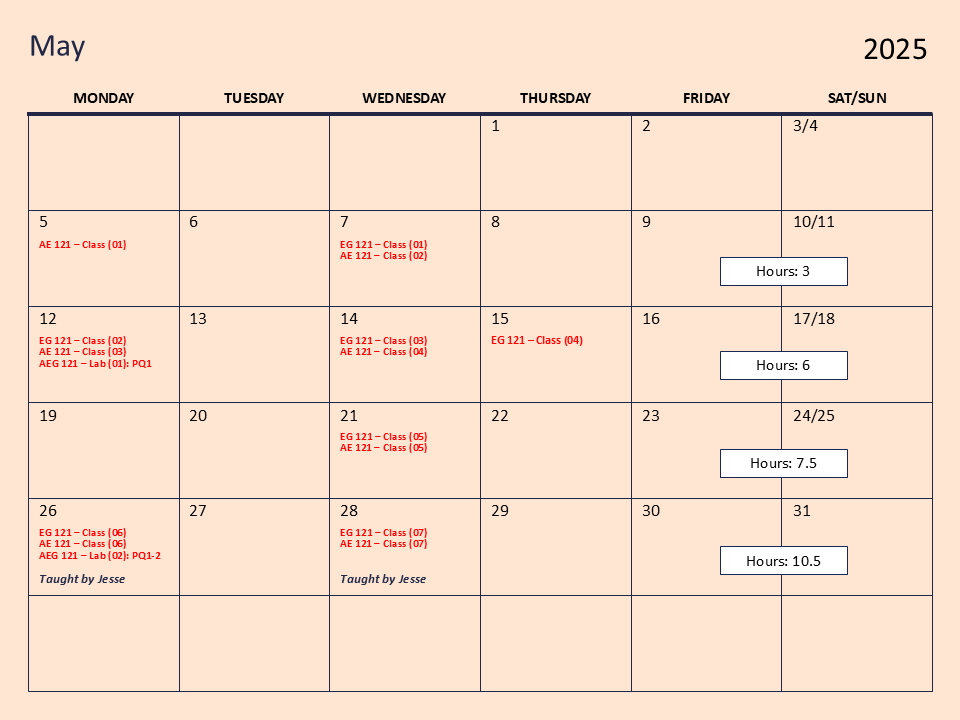 May
2025
MONDAY
TUESDAY
WEDNESDAY
THURSDAY
FRIDAY
SAT/SUN
1
2
3/4
5
AE 121 – Class (01)
6
7
EG 121 – Class (01)
AE 121 – Class (02)
8
9
10/11
Hours: 3
12
EG 121 – Class (02)
AE 121 – Class (03)
AEG 121 – Lab (01): PQ1
13
14
EG 121 – Class (03)
AE 121 – Class (04)
15
EG 121 – Class (04)
16
17/18
Hours: 6
19
20
21
EG 121 – Class (05)
AE 121 – Class (05)
22
23
24/25
Hours: 7.5
26
EG 121 – Class (06)
AE 121 – Class (06)
AEG 121 – Lab (02): PQ1-2
Taught by Jesse
27
28
EG 121 – Class (07)
AE 121 – Class (07)
Taught by Jesse
29
30
31
Hours: 10.5